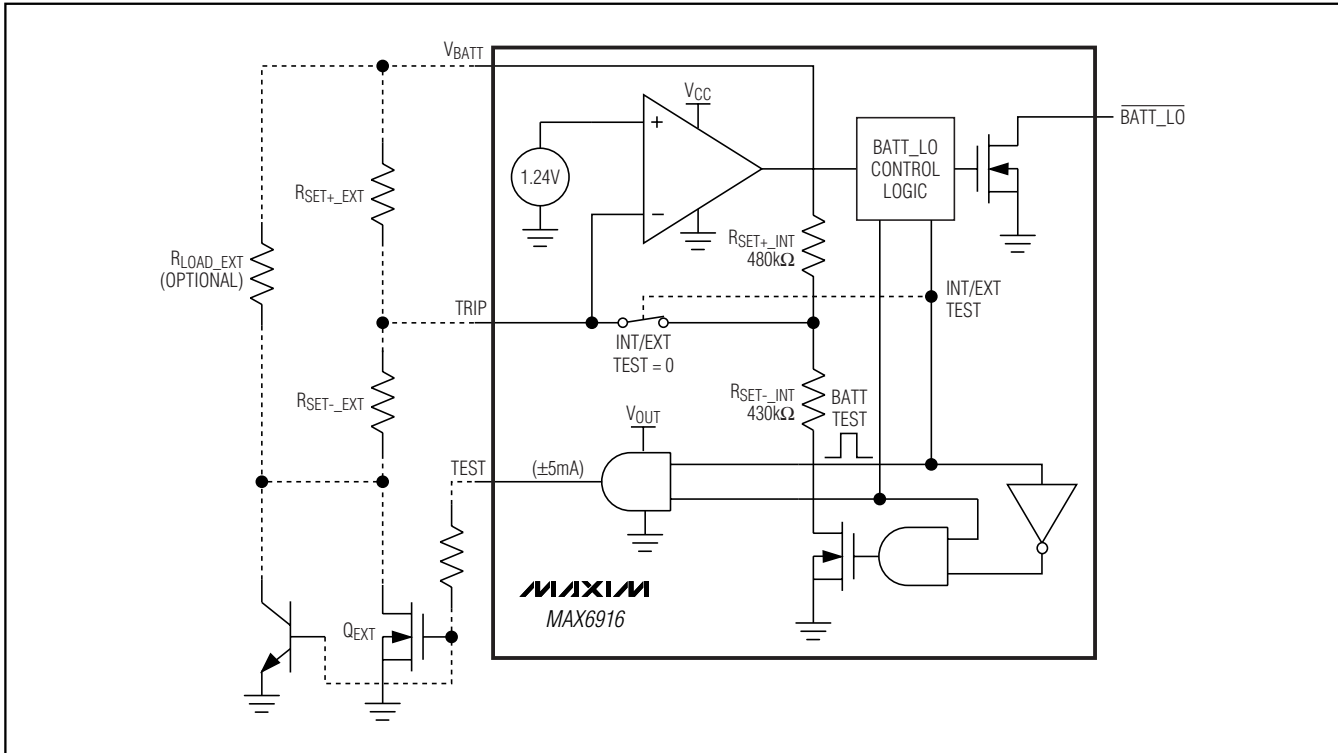 VBATT
VCC
BATT_LO
+
1.24V
BATT_LO
CONTROL
LOGIC
−
RSET+_EXT
RSET+_INT
480kΩ
RLOAD_EXT
(OPTIONAL)
INT/EXT
TEST
TRIP
INT/EXT
TEST = 0
RSET-_EXT
RSET-_INT
430kΩ
BATT
TEST
VOUT
TEST
(±5mA)
MAXIM
MAX6916
QEXT